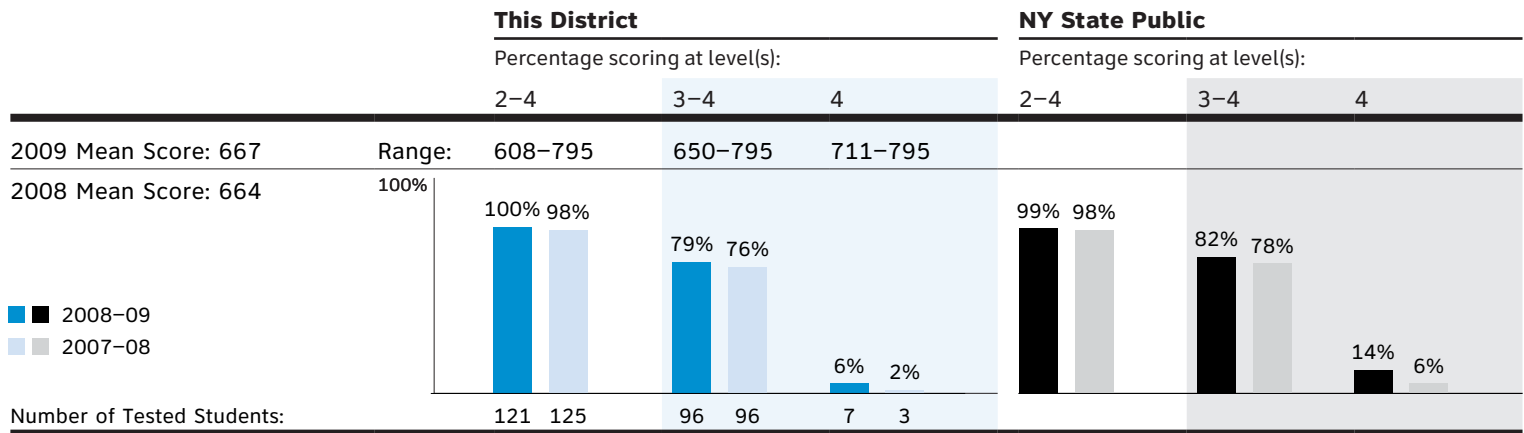 This District NY State Public
Percentage scoring at level(s): Percentage scoring at level(s):
2–4 3–4 4 2–4 3–4 4
2009 Mean Score: 667 Range: 608–795 650–795 711–795
2008 Mean Score: 664 100%
100% 98% 79% 76% 6% 2% 99% 98% 82% 78% 14% 6%
2008–09
2007–08
Number of Tested Students: 121 125 96 96 7 3